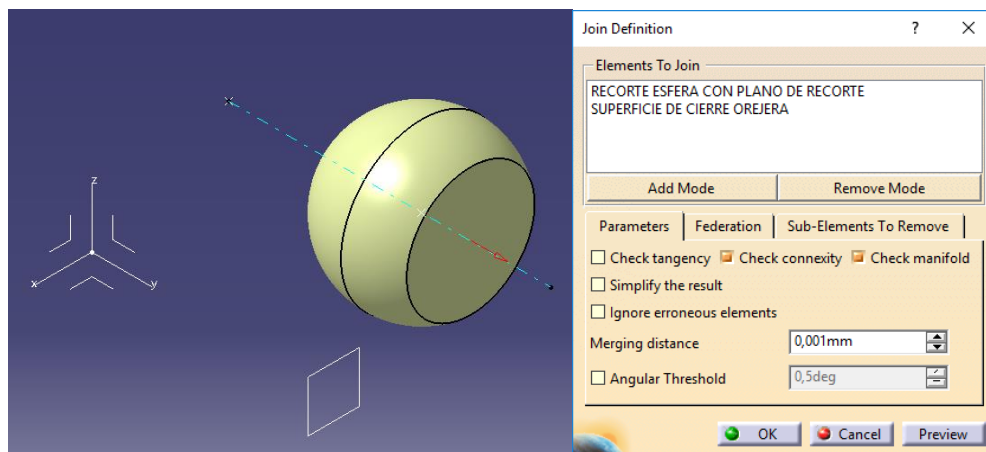 z
x
y
Join Definition ? X
Elements To Join
RECORTE ESFERA CON PLANO DE RECORTE
SUPERFICIE DE CIERRE OREJERA
Add Mode Remove Mode
Parameters Federation Sub-Elements To Remove
Check tangency Check connexity Check manifold
Simplify the result
Ignore erroneous elements
Merging distance 0,001mm
Angular Threshold 0,5deg
OK Cancel Preview